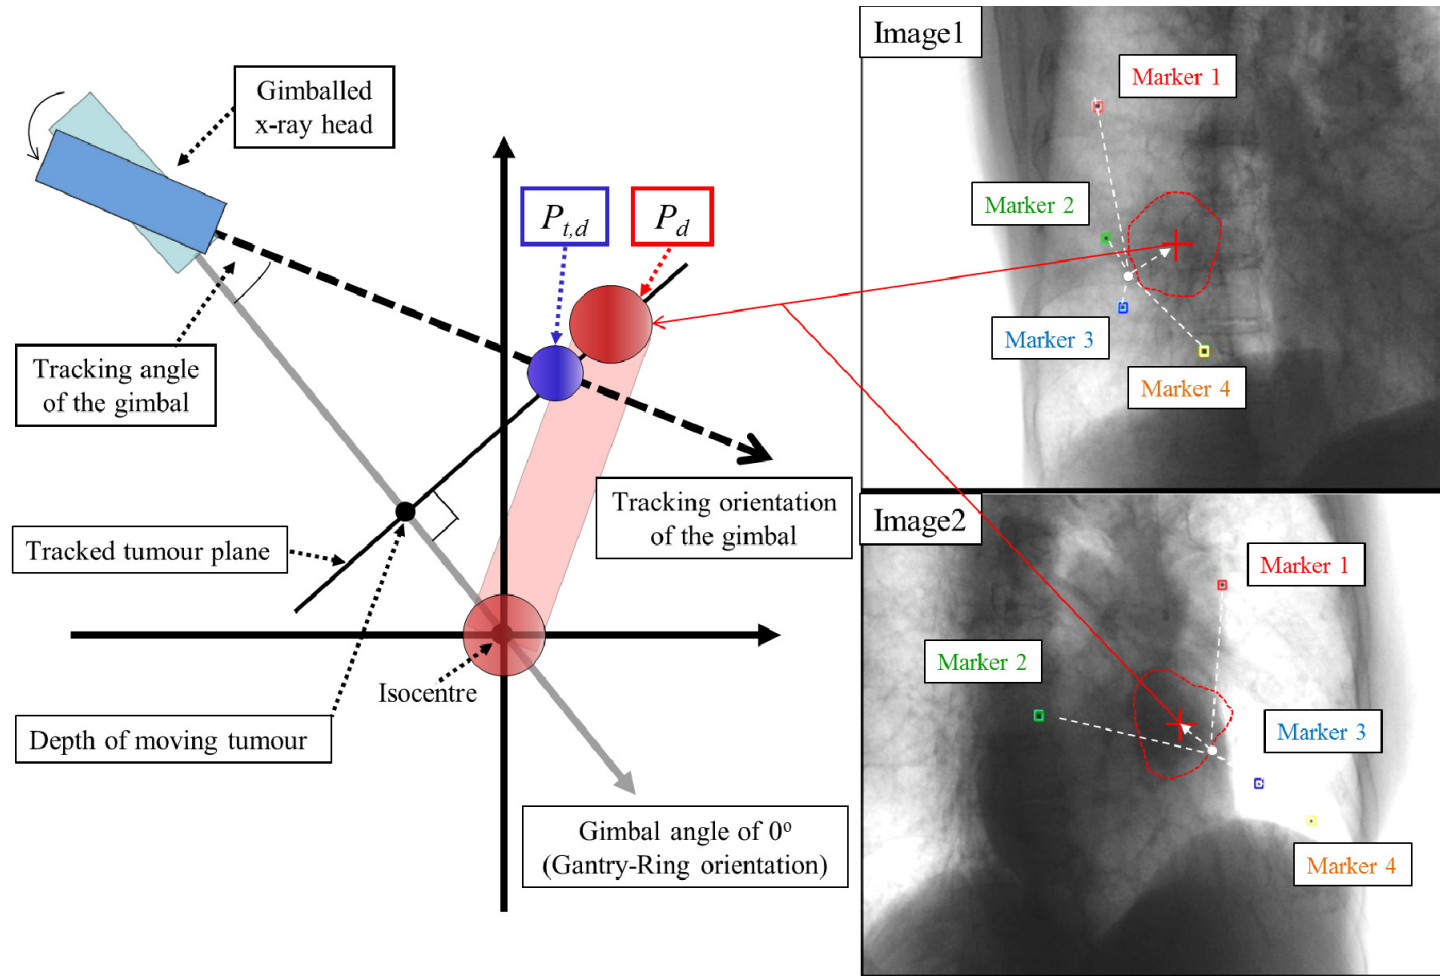 Gimballed
x-ray head
P_{t,d}
P_d
Tracking angle
of the gimbal
Tracking orientation
of the gimbal
Tracked tumour plane
Isocentre
Depth of moving tumour
Gimbal angle of 0°
(Gantry-Ring orientation)
Image1
Marker 1
Marker 2
Marker 3
Marker 4
Image2
Marker 1
Marker 2
Marker 3
Marker 4